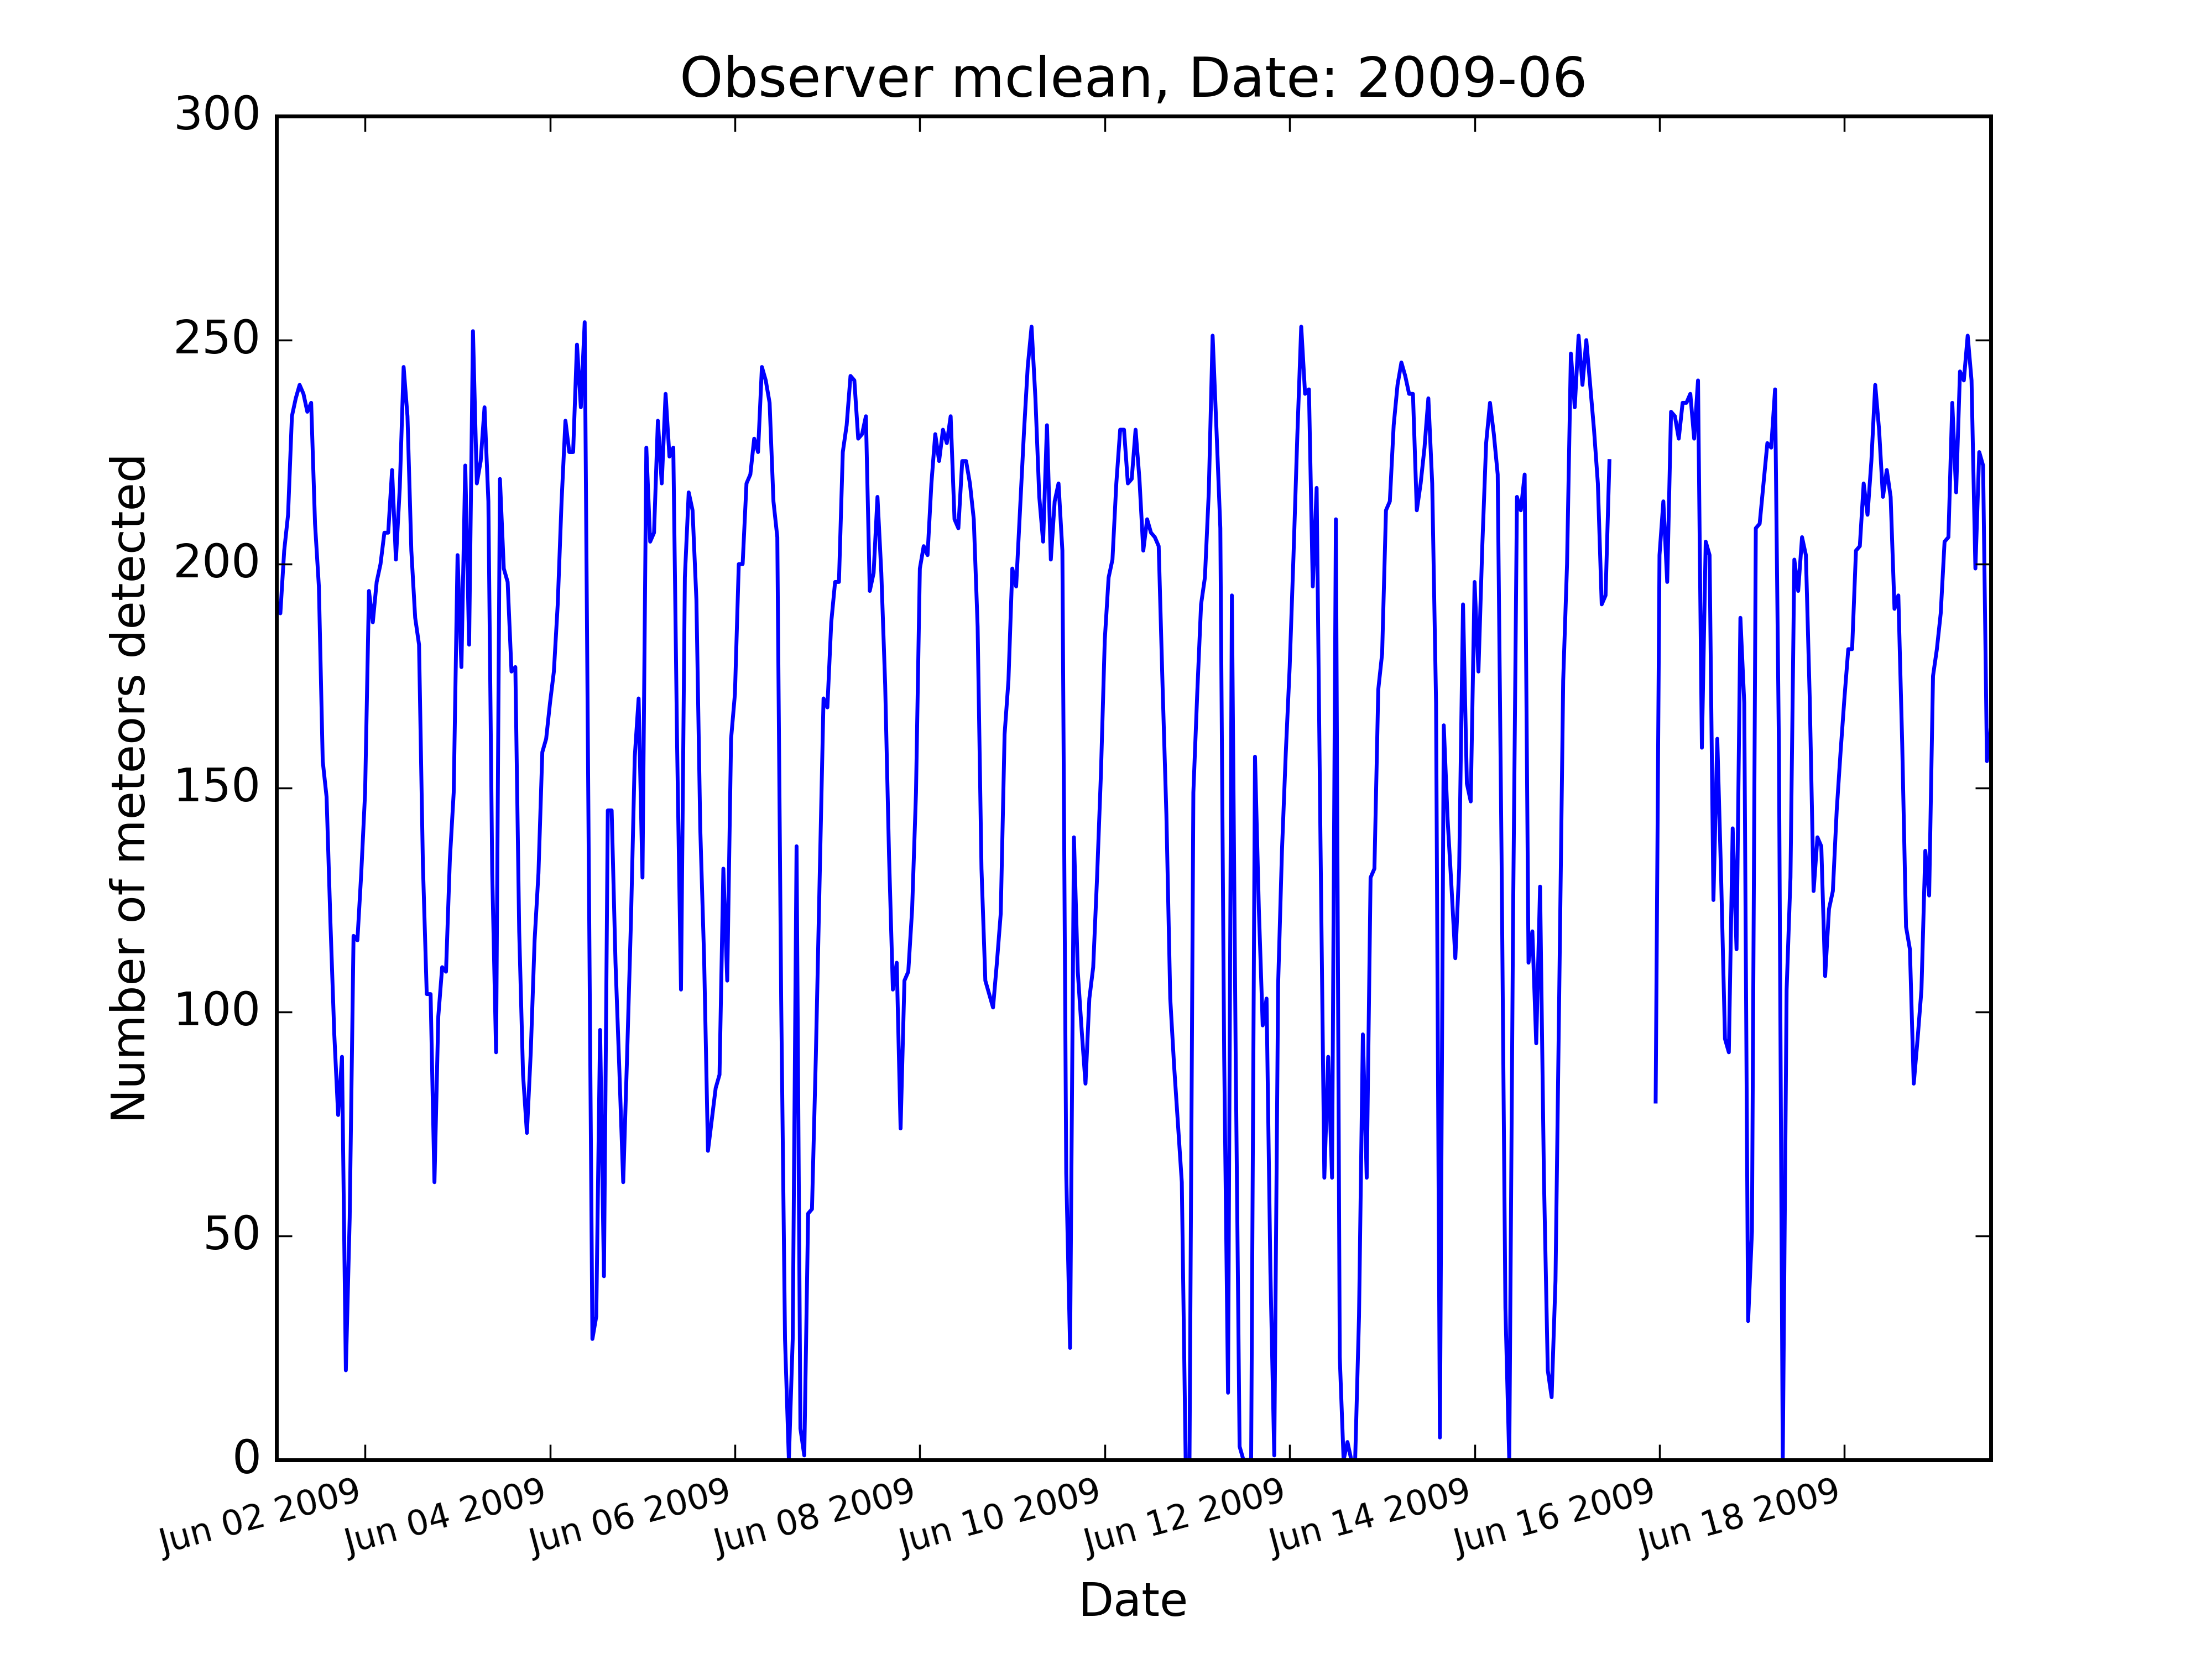 Observer mclean, Date: 2009-06
Number of meteors detected
300
250
200
150
100
50
0
Jun 02 2009
Jun 04 2009
Jun 06 2009
Jun 08 2009
Jun 10 2009
Jun 12 2009
Jun 14 2009
Jun 16 2009
Jun 18 2009
Date